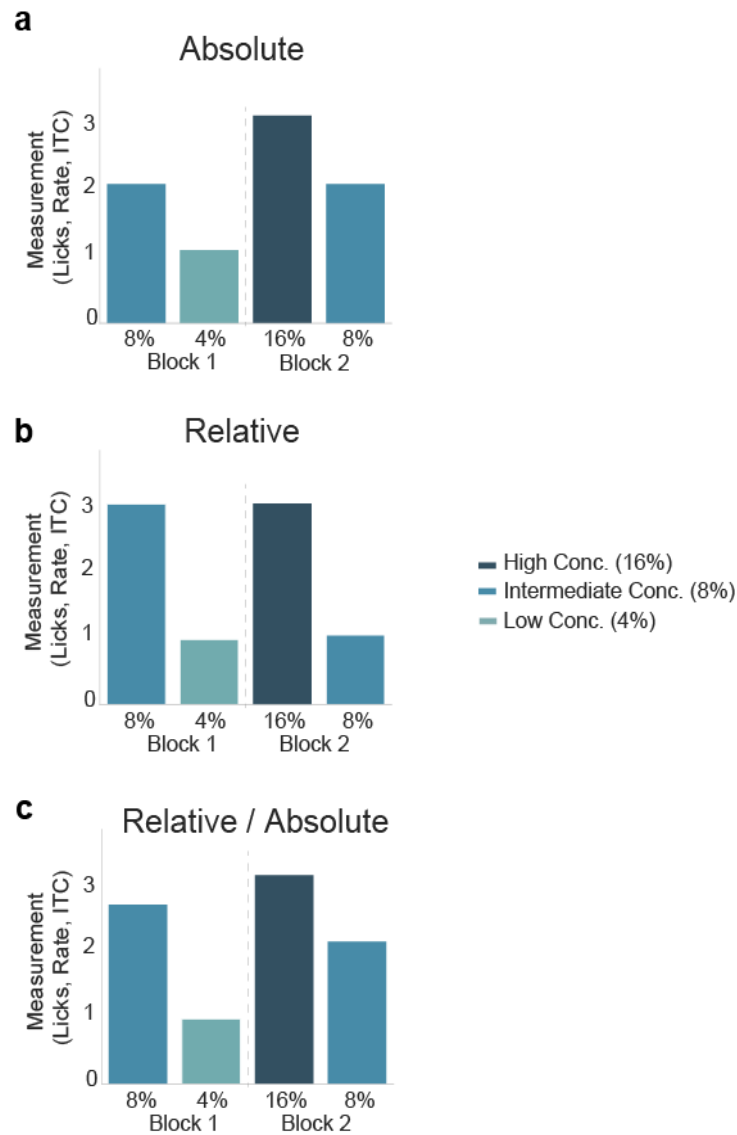 a
Absolute
Measurement
(Licks, Rate, ITC)
3
2
1
0
8% 4% 16% 8%
Block 1 Block 2
b
Relative
Measurement
(Licks, Rate, ITC)
3
2
1
0
8% 4% 16% 8%
Block 1 Block 2
High Conc. (16%)
Intermediate Conc. (8%)
Low Conc. (4%)
c
Relative / Absolute
Measurement
(Licks, Rate, ITC)
3
2
1
0
8% 4% 16% 8%
Block 1 Block 2